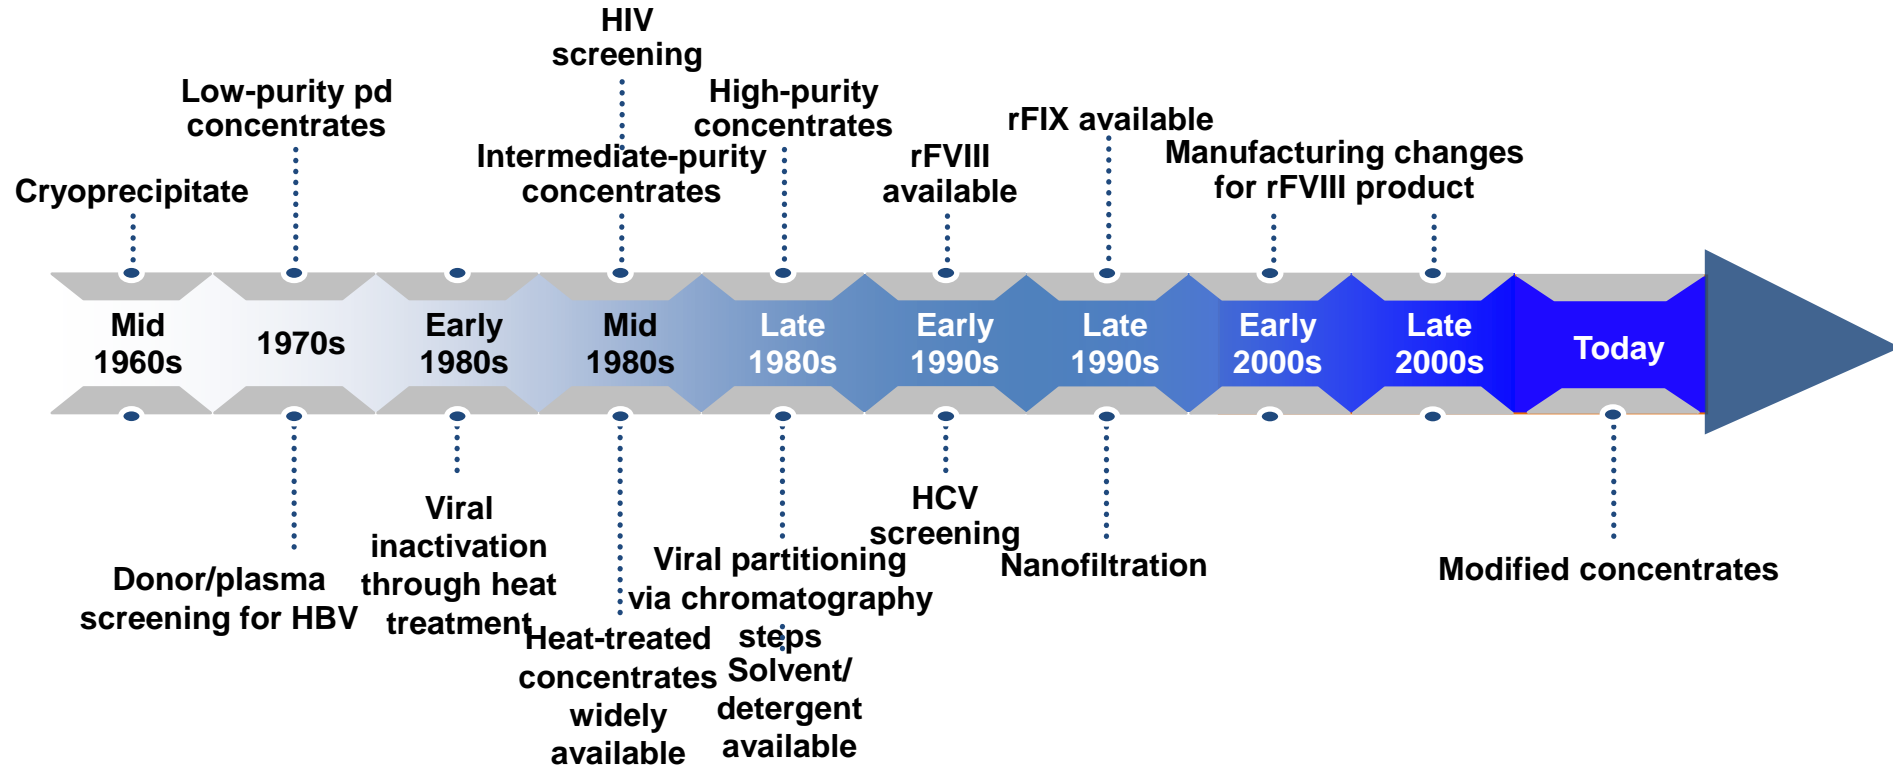 HIV
screening
Low-purity pd
concentrates
High-purity
concentrates
rFIX available
Intermediate-purity
concentrates
rFVIII
available
Manufacturing changes
for rFVIII product
Cryoprecipitate
Mid
1960s
1970s
Early
1980s
Mid
1980s
Late
1980s
Early
1990s
Late
1990s
Early
2000s
Late
2000s
Today
Donor/plasma
screening for HBV
Viral
inactivation
through heat
treatment
Heat-treated
concentrates
widely
available
Viral partitioning
via chromatography
steps
Solvent/
detergent
available
HCV
screening
Nanofiltration
Modified concentrates